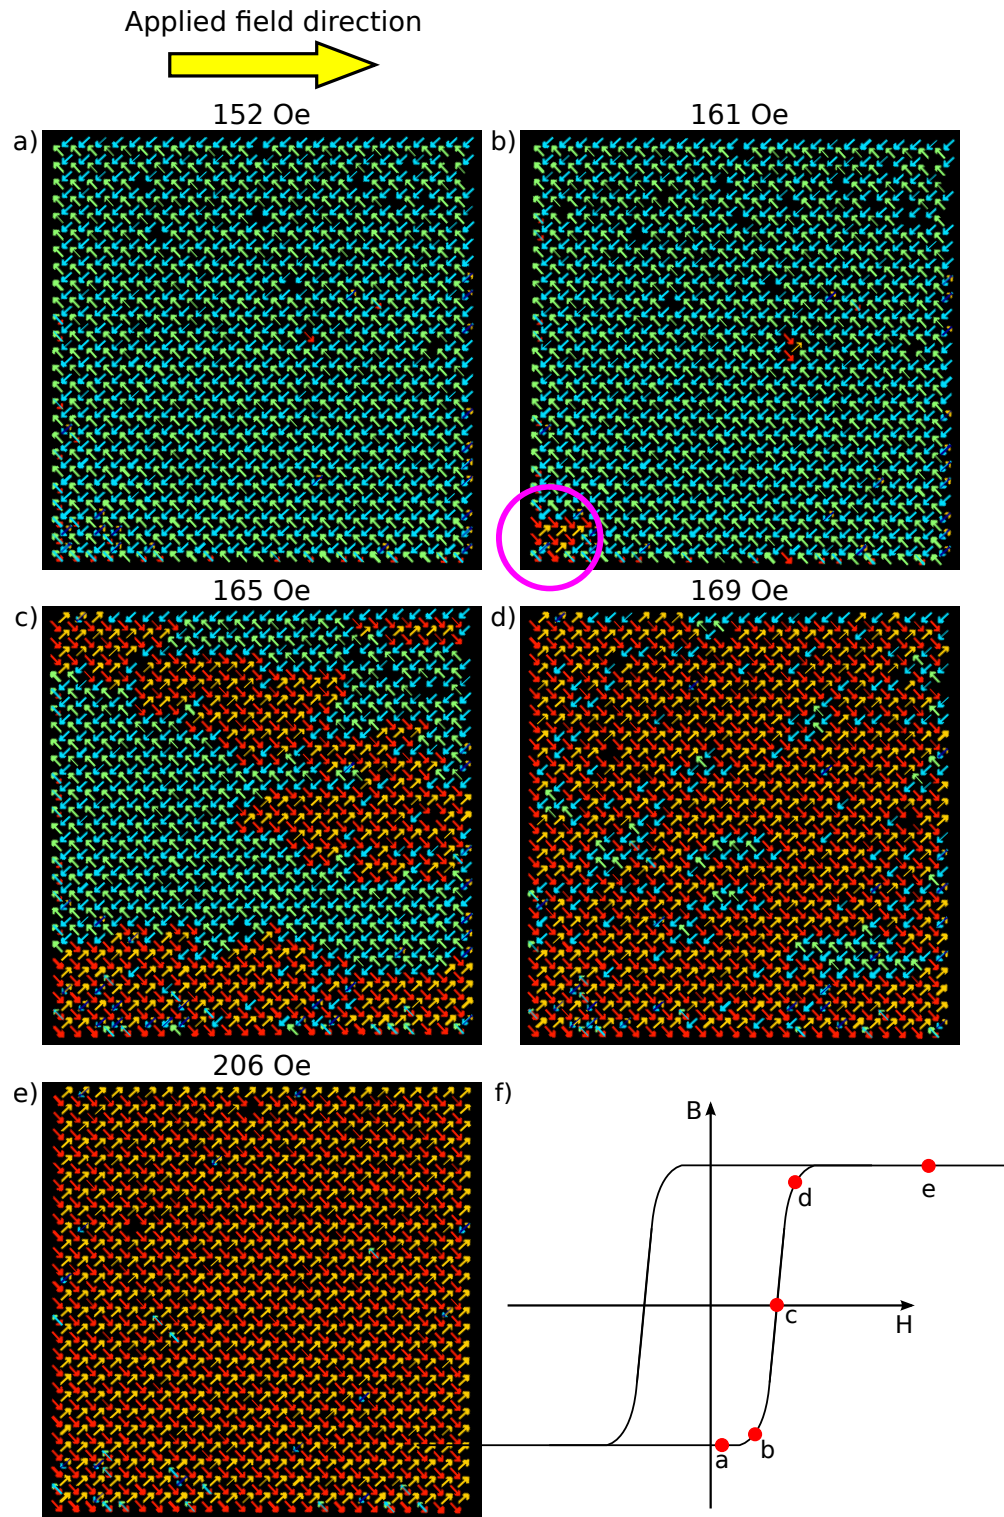 Applied field direction
152 Oe
161 Oe
a)
b)
165 Oe
169 Oe
c)
d)
206 Oe
e)
f)
B
d
e
c
H
b
a